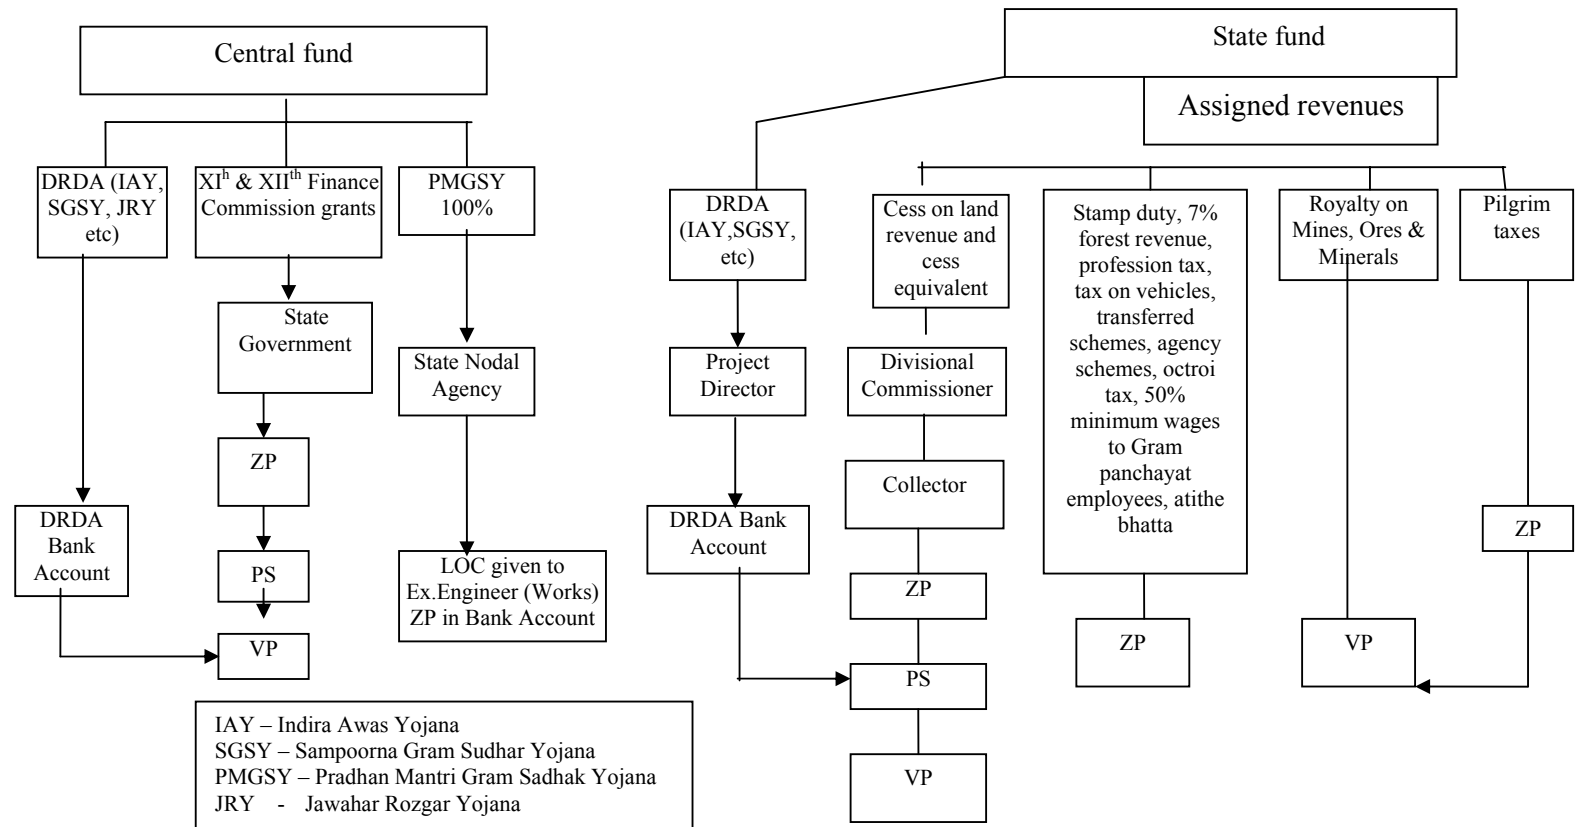 Central fund
DRDA (IAY,
SGSY, JRY
etc)
XIʰ & XIIᵗʰ Finance
Commission grants
PMGSY
100%
State
Government
State Nodal
Agency
ZP
DRDA
Bank
Account
PS
LOC given to
Ex.Engineer (Works)
ZP in Bank Account
VP
IAY – Indira Awas Yojana
SGSY – Sampoorna Gram Sudhar Yojana
PMGSY – Pradhan Mantri Gram Sadhak Yojana
JRY - Jawahar Rozgar Yojana
State fund
Assigned revenues
DRDA
(IAY,SGSY,
etc)
Project
Director
DRDA Bank
Account
Cess on land
revenue and
cess
equivalent
Divisional
Commissioner
Collector
ZP
PS
VP
Stamp duty, 7%
forest revenue,
profession tax,
tax on vehicles,
transferred
schemes, agency
schemes, octroi
tax, 50%
minimum wages
to Gram
panchayat
employees, atithe
bhatta
ZP
Royalty on
Mines, Ores &
Minerals
VP
Pilgrim
taxes
ZP